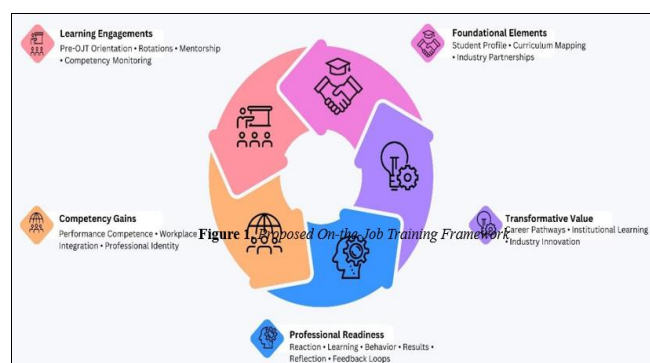 Learning Engagements
Pre-OJT Orientation • Rotations • Mentorship
• Competency Monitoring
Foundational Elements
Student Profile • Curriculum Mapping
• Industry Partnerships
Competency Gains
Performance Competence • Workplace
Integration • Professional Identity
Figure 1. Proposed On-the-Job Training Framework
Transformative Value
Career Pathways • Institutional Learning
• Industry Innovation
Professional Readiness
Reaction • Learning • Behavior • Results •
Reflection • Feedback Loops